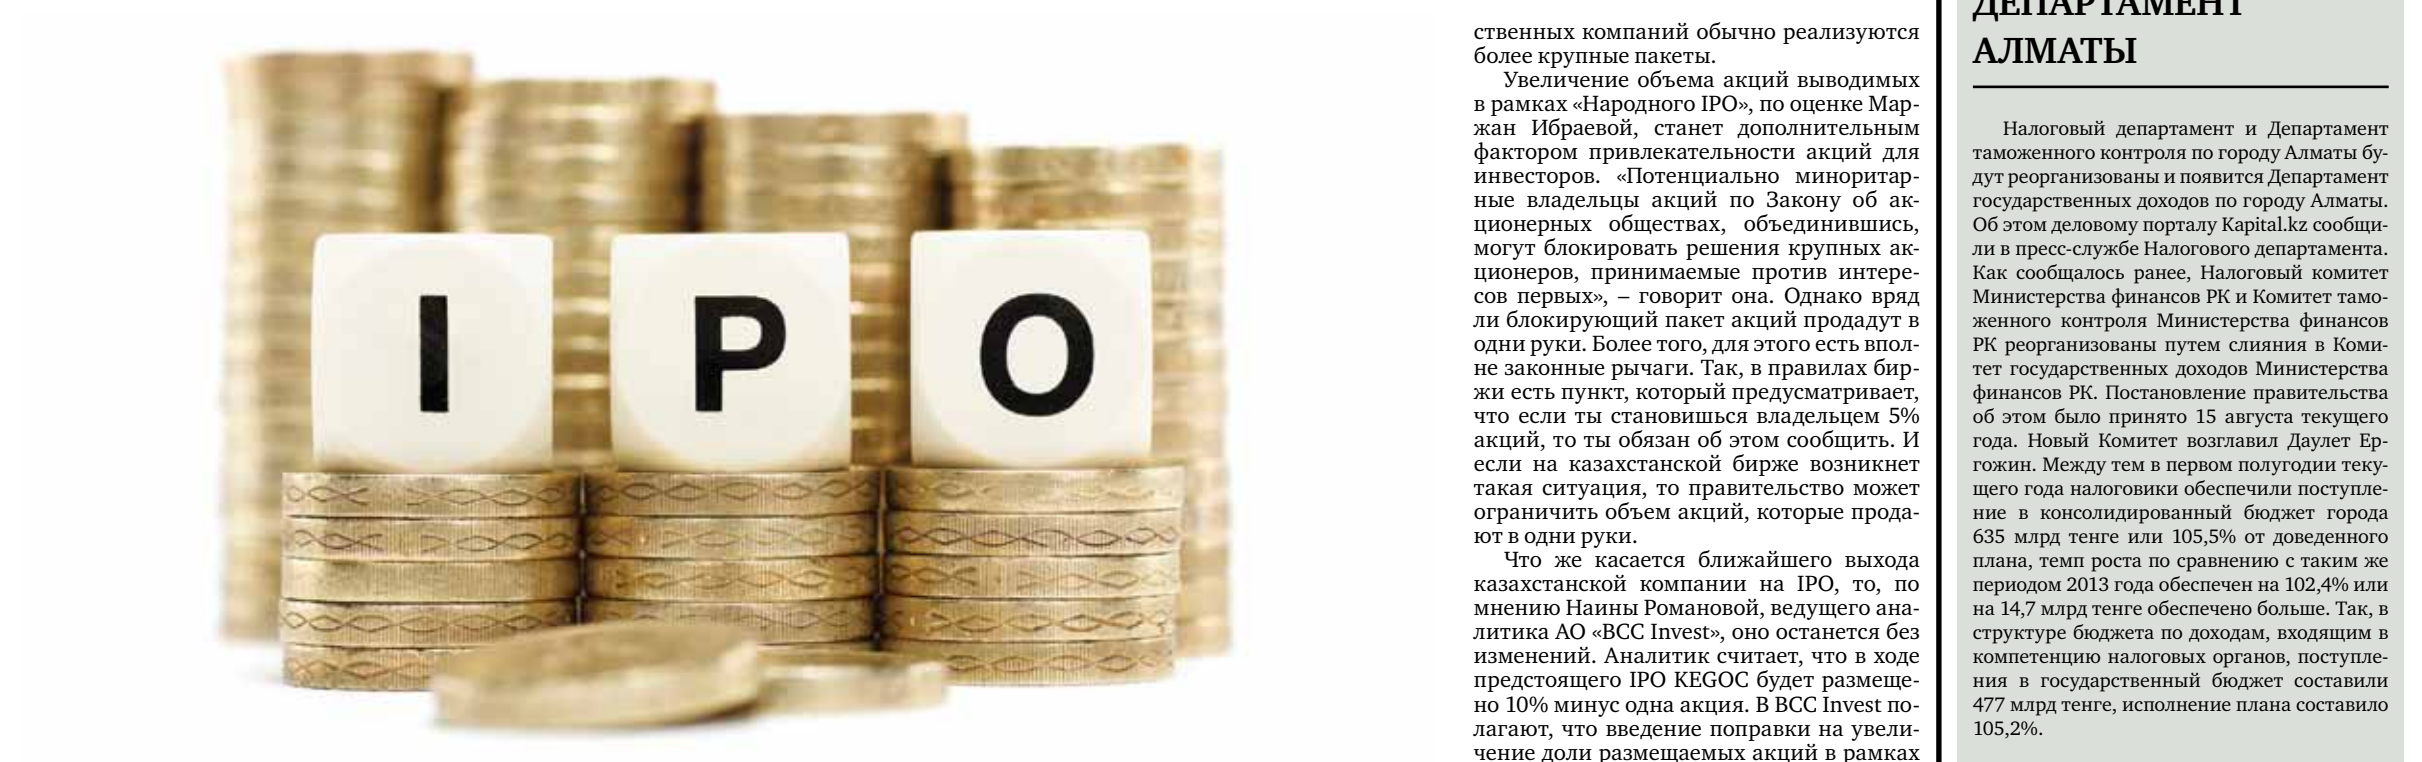 I P O
ственных компаний обычно реализуются
более крупные пакеты.
Увеличение объема акций выводимых
в рамках «Народного IPO», по оценке Мар-
жан Ибраевой, станет дополнительным
фактором привлекательности акций для
инвесторов. «Потенциально миноритар-
ные владельцы акций по Закону об ак-
ционерных обществах, объединившись,
могут блокировать решения крупных ак-
ционеров, принимаемые против интере-
сов первых», – говорит она. Однако вряд
ли блокирующий пакет акций продадут в
одни руки. Более того, для этого есть впол-
не законные рычаги. Так, в правилах бир-
жи есть пункт, который предусматривает,
что если ты становишься владельцем 5%
акций, то ты обязан об этом сообщить. И
если на казахстанской бирже возникнет
такая ситуация, то правительство может
ограничить объем акций, которые прода-
ют в одни руки.
Что же касается ближайшего выхода
казахстанской компании на IPO, то, по
мнению Наины Романовой, ведущего ана-
литика АО «BCC Invest», оно останется без
изменений. Аналитик считает, что в ходе
предстоящего IPO KEGOC будет размеще-
но 10% минус одна акция. В BCC Invest по-
лагают, что введение поправки на увели-
чение доли размещаемых акций в рамках
ДЕПАРТАМЕНТ
АЛМАТЫ
Налоговый департамент и Департамент
таможенного контроля по городу Алматы бу-
дут реорганизованы и появится Департамент
государственных доходов по городу Алматы.
Об этом деловому порталу Kapital.kz сообщи-
ли в пресс-службе Налогового департамента.
Как сообщалось ранее, Налоговый комитет
Министерства финансов РК и Комитет тамо-
женного контроля Министерства финансов
РК реорганизованы путем слияния в Коми-
тет государственных доходов Министерства
финансов РК. Постановление правительства
об этом было принято 15 августа текущего
года. Новый Комитет возглавил Даулет Ер-
гожин. Между тем в первом полугодии теку-
щего года налоговики обеспечили поступле-
ние в консолидированный бюджет города
635 млрд тенге или 105,5% от доведенного
плана, темп роста по сравнению с таким же
периодом 2013 года обеспечен на 102,4% или
на 14,7 млрд тенге обеспечено больше. Так, в
структуре бюджета по доходам, входящим в
компетенцию налоговых органов, поступле-
ния в государственный бюджет составили
477 млрд тенге, исполнение плана составило
105,2%.